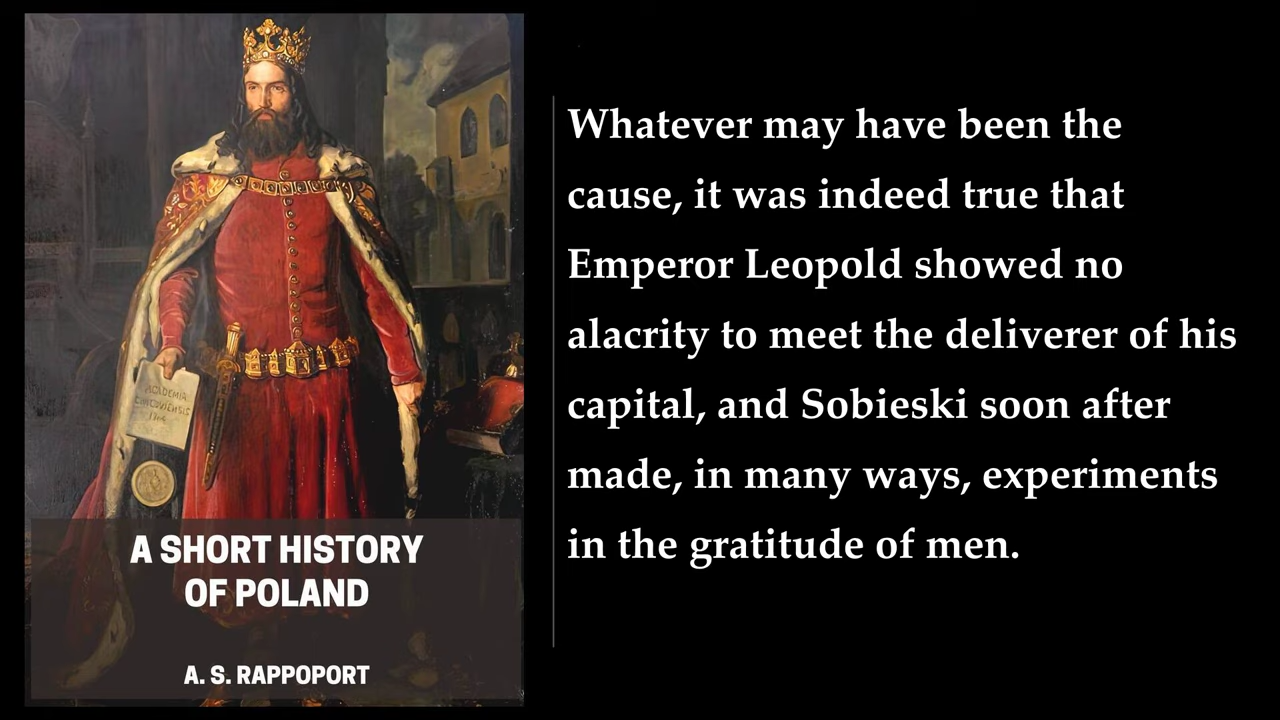 ACADEMIA
CRACOVIENSIS
A SHORT HISTORY
OF POLAND
A. S. RAPPOPORT
Whatever may have been the
cause, it was indeed true that
Emperor Leopold showed no
alacrity to meet the deliverer of his
capital, and Sobieski soon after
made, in many ways, experiments
in the gratitude of men.